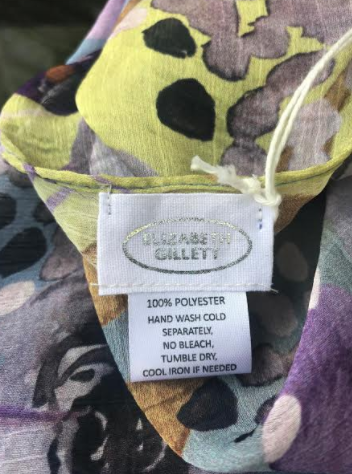 ELIZABETH
GILLETT
100% POLYESTER
HAND WASH COLD
SEPARATELY,
NO BLEACH,
TUMBLE DRY,
COOL IRON IF NEEDED